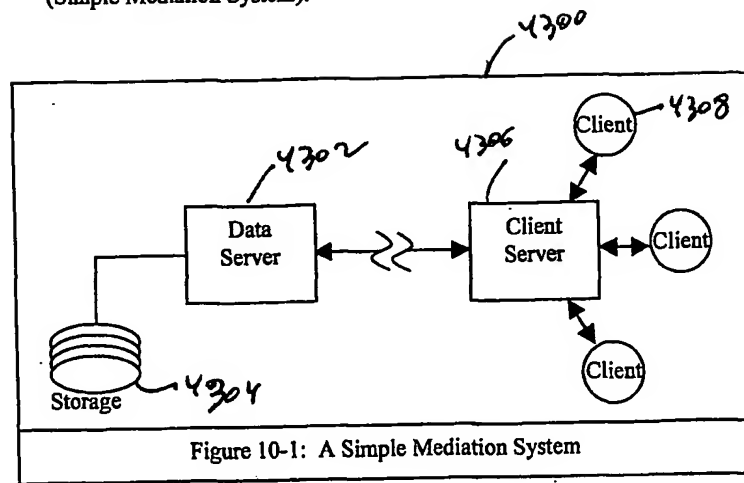 (Simple Mediation System).
4300
Client
4308
4302
4306
Data
Server
Client
Server
Client
Client
Storage
4304
Figure 10-1: A Simple Mediation System